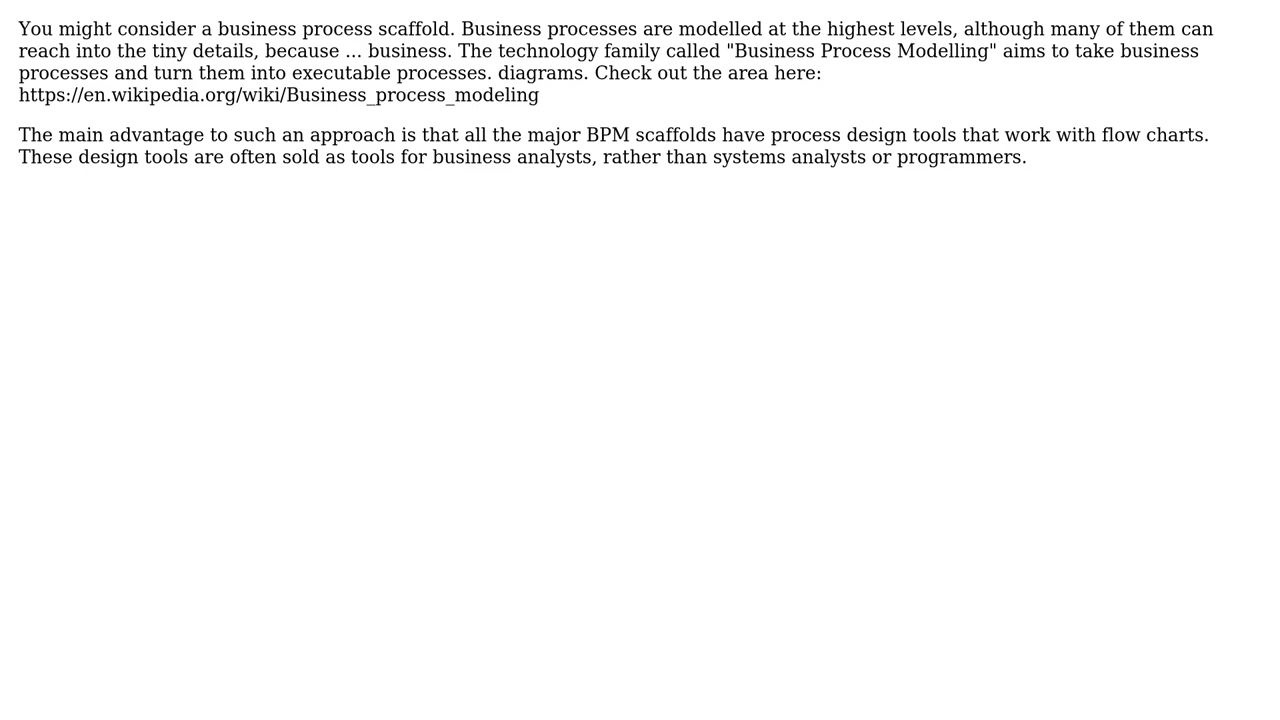 You might consider a business process scaffold. Business processes are modelled at the highest levels, although many of them can
reach into the tiny details, because ... business. The technology family called "Business Process Modelling" aims to take business
processes and turn them into executable processes. diagrams. Check out the area here:
https://en.wikipedia.org/wiki/Business_process_modeling
The main advantage to such an approach is that all the major BPM scaffolds have process design tools that work with flow charts.
These design tools are often sold as tools for business analysts, rather than systems analysts or programmers.